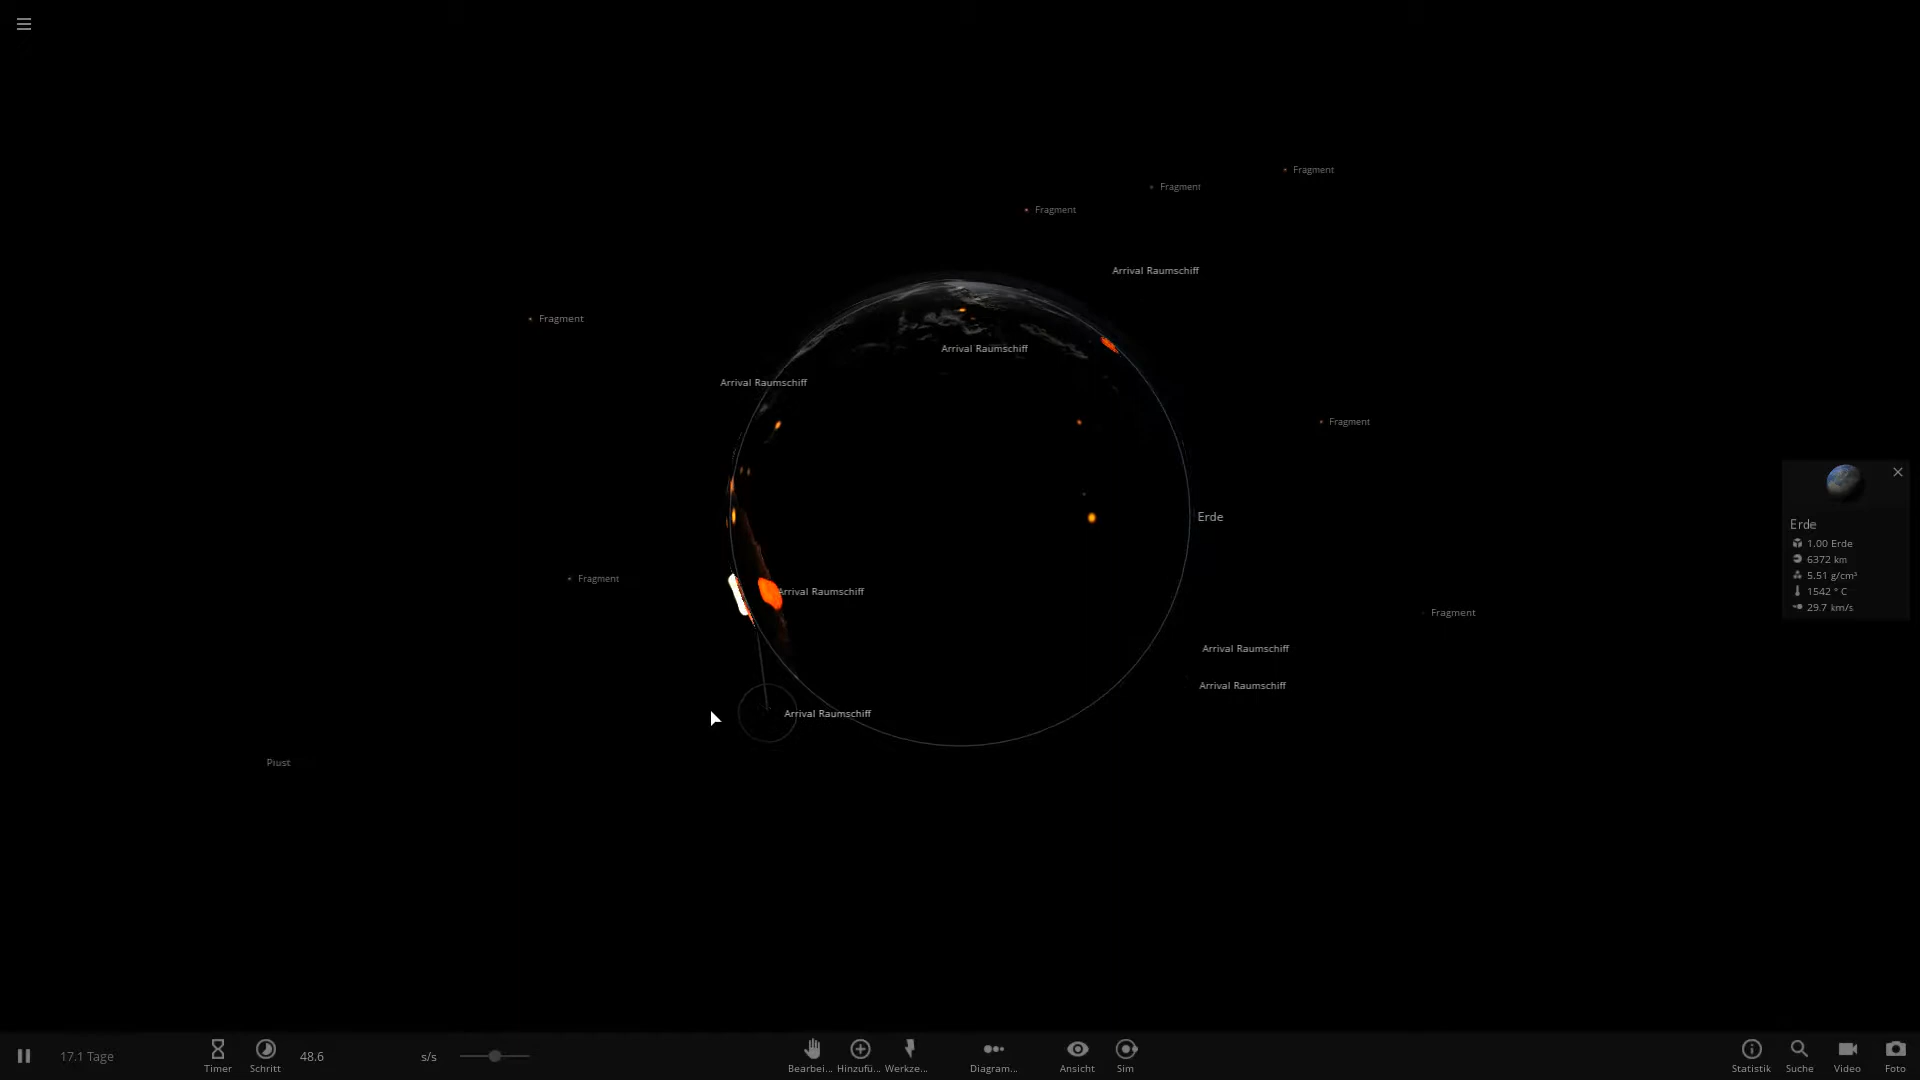 Fragment
Fragment
Fragment
Arrival Raumschiff
Fragment
Arrival Raumschiff
Arrival Raumschiff
Fragment
Erde
Erde
1.00 Erde
6372 km
5.51 g/cm³
1542 ° C
29.7 km/s
Fragment
Arrival Raumschiff
Fragment
Arrival Raumschiff
Arrival Raumschiff
Arrival Raumschiff
Piust
17.1 Tage
Timer
Schritt
48.6
s/s
Bearbei...
Hinzufü...
Werkze...
Diagram...
Ansicht
Sim
Statistik
Suche
Video
Foto